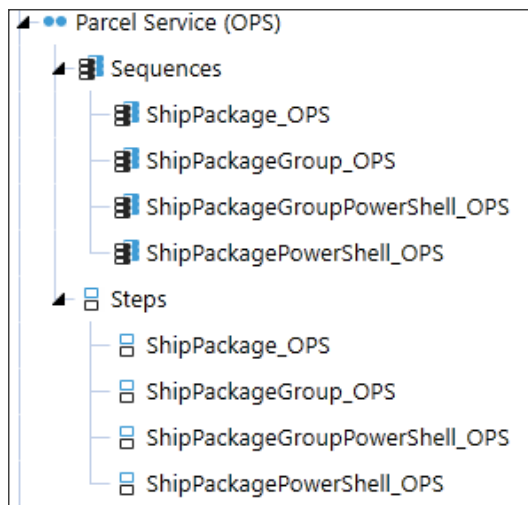 Parcel Service (OPS)
Sequences
ShipPackage_OPS
ShipPackageGroup_OPS
ShipPackageGroupPowerShell_OPS
ShipPackagePowerShell_OPS
Steps
ShipPackage_OPS
ShipPackageGroup_OPS
ShipPackageGroupPowerShell_OPS
ShipPackagePowerShell_OPS